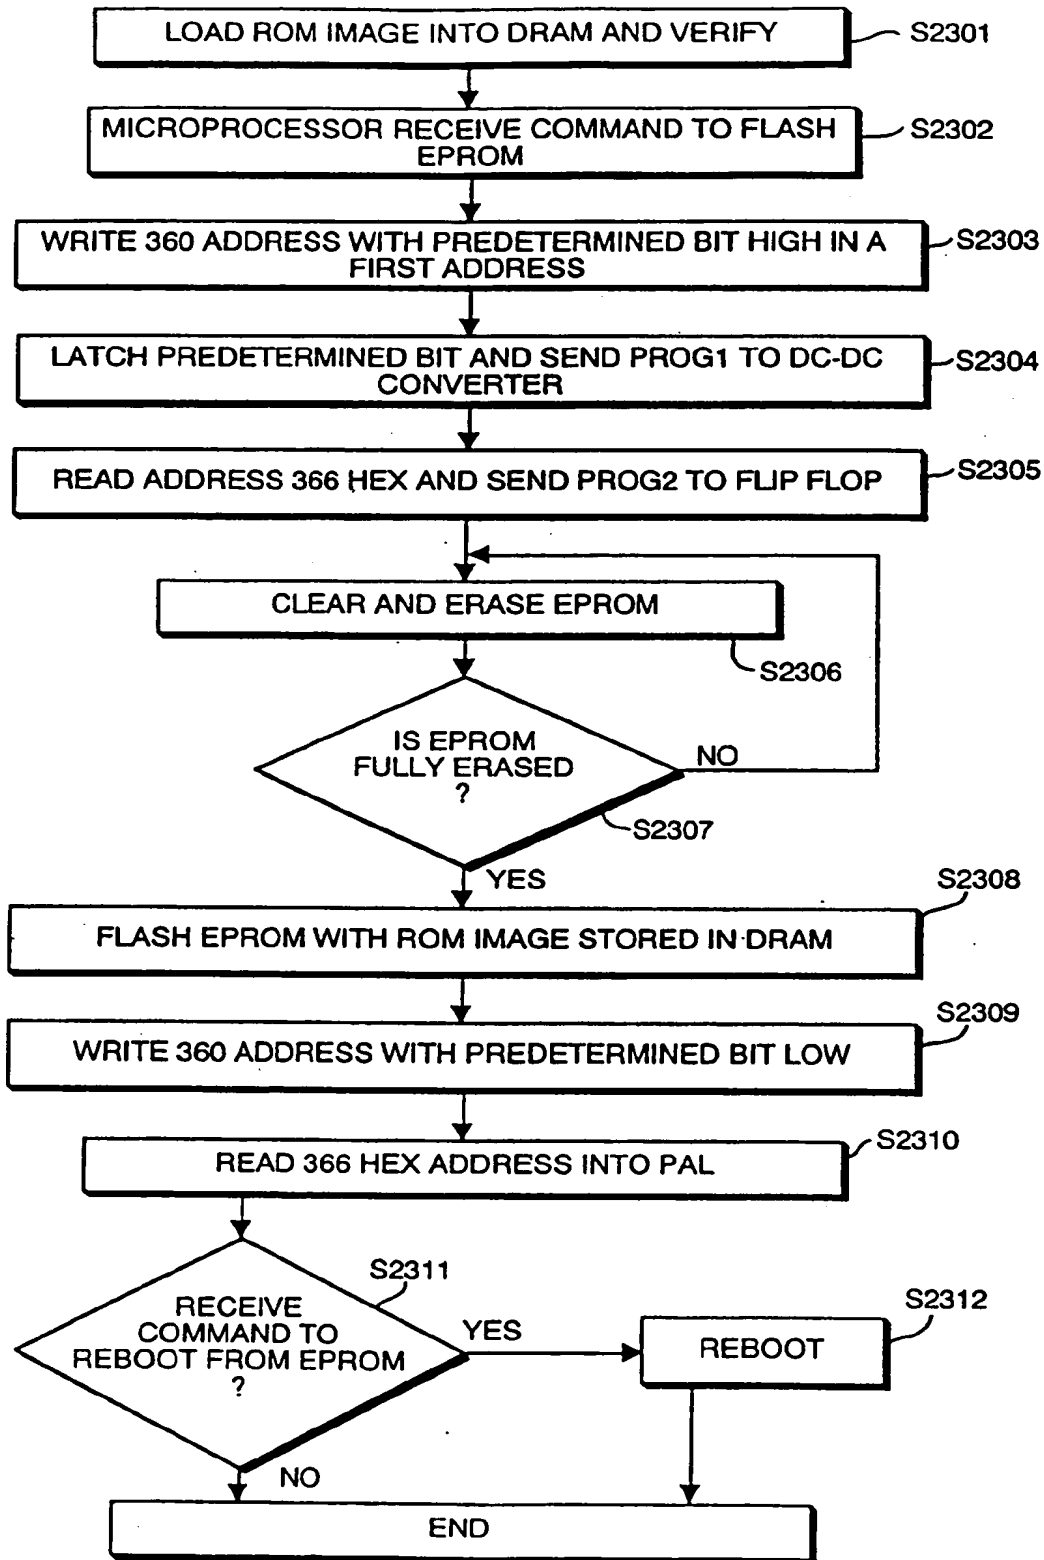 LOAD ROM IMAGE INTO DRAM AND VERIFY
S2301
MICROPROCESSOR RECEIVE COMMAND TO FLASH
EPROM
S2302
WRITE 360 ADDRESS WITH PREDETERMINED BIT HIGH IN A
FIRST ADDRESS
S2303
LATCH PREDETERMINED BIT AND SEND PROG1 TO DC-DC
CONVERTER
S2304
READ ADDRESS 366 HEX AND SEND PROG2 TO FLIP FLOP
S2305
CLEAR AND ERASE EPROM
S2306
IS EPROM
FULLY ERASED
?
NO
S2307
YES
S2308
FLASH EPROM WITH ROM IMAGE STORED IN DRAM
S2309
WRITE 360 ADDRESS WITH PREDETERMINED BIT LOW
S2310
READ 366 HEX ADDRESS INTO PAL
S2311
RECEIVE
COMMAND TO
REBOOT FROM EPROM
?
YES
S2312
REBOOT
NO
END